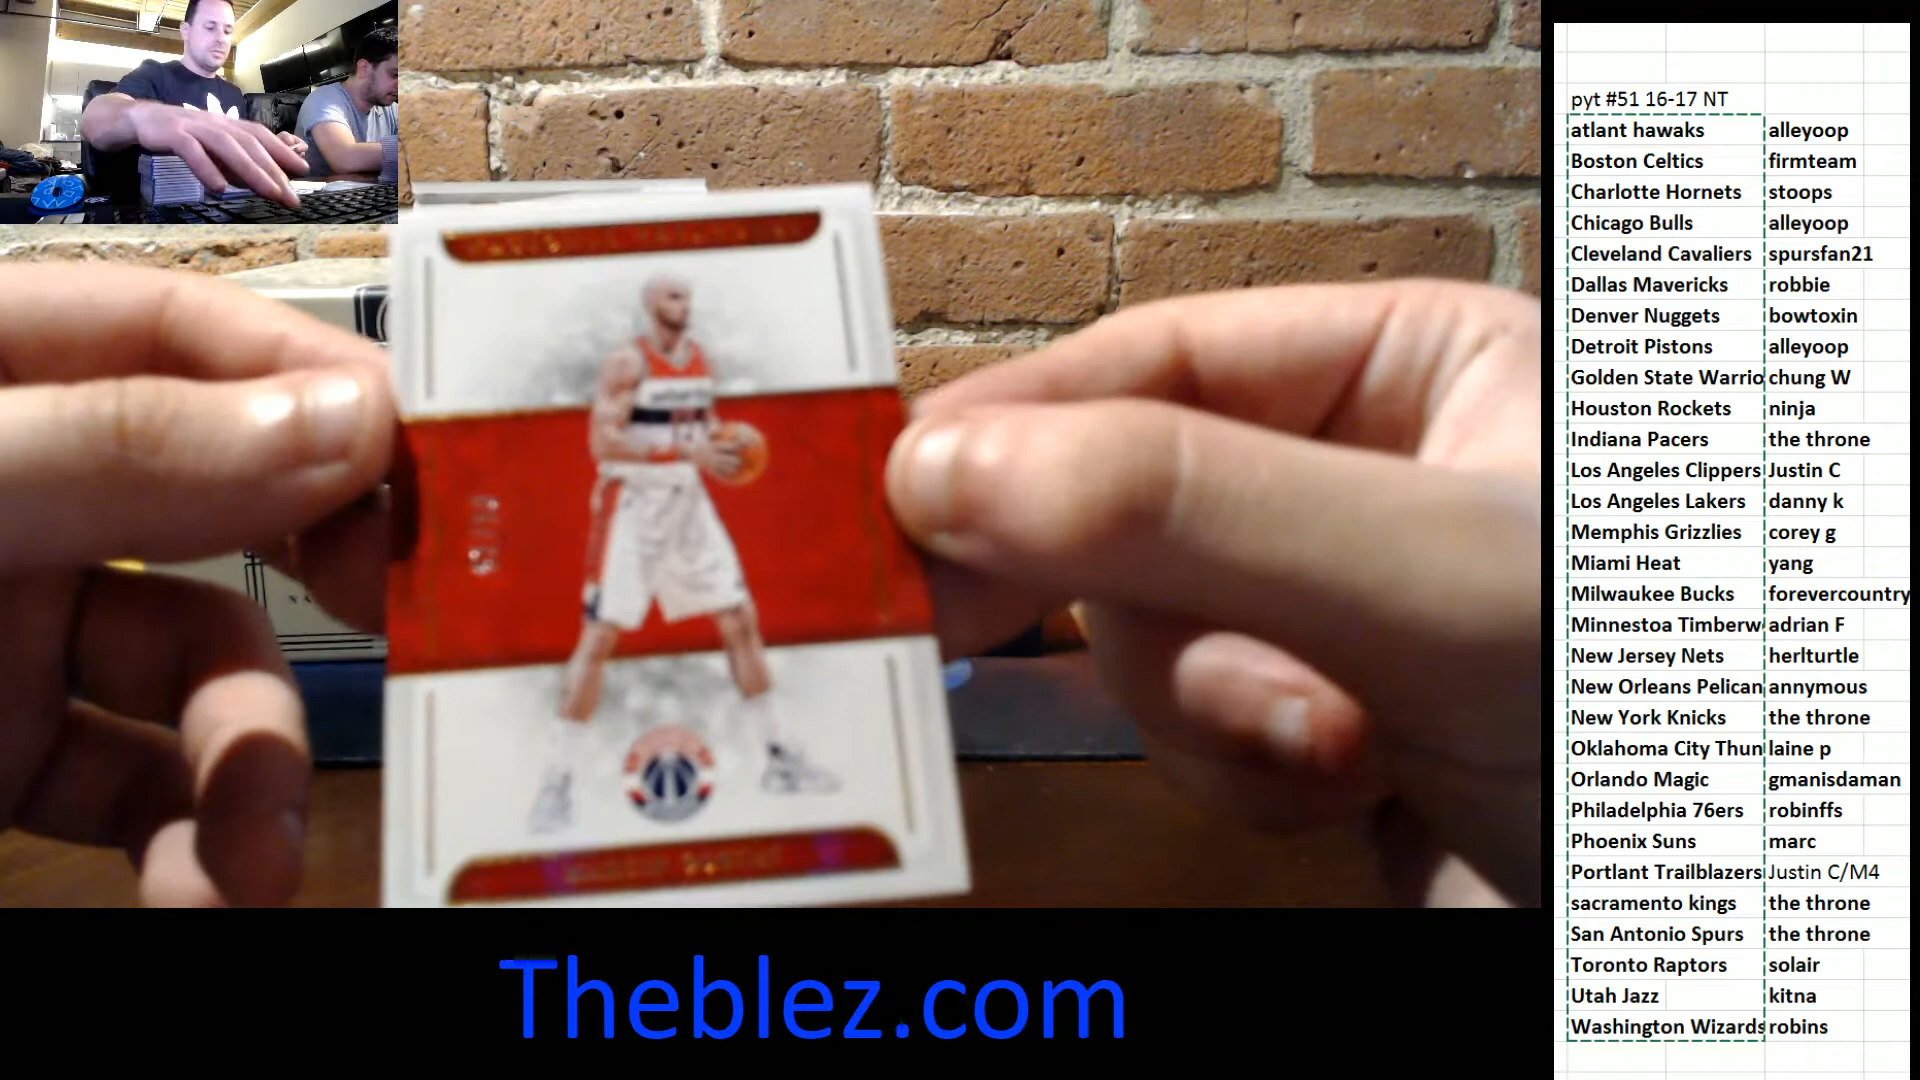 pyt #51 16-17 NT
atlant hawaks alleyoop
Boston Celtics firmteam
Charlotte Hornets stoops
Chicago Bulls alleyoop
Cleveland Cavaliers spursfan21
Dallas Mavericks robbie
Denver Nuggets bowtoxin
Detroit Pistons alleyoop
Golden State Warrio chung W
Houston Rockets ninja
Indiana Pacers the throne
Los Angeles Clippers Justin C
Los Angeles Lakers danny k
Memphis Grizzlies corey g
Miami Heat yang
Milwaukee Bucks forevercountry
Minnestoa Timberw adrian F
New Jersey Nets herlturtle
New Orleans Pelican annymous
New York Knicks the throne
Oklahoma City Thun laine p
Orlando Magic gmanisdaman
Philadelphia 76ers robinffs
Phoenix Suns marc
Portlant Trailblazers Justin C/M4
sacramento kings the throne
San Antonio Spurs the throne
Toronto Raptors solair
Utah Jazz kitna
Washington Wizards robins
Theblez.com